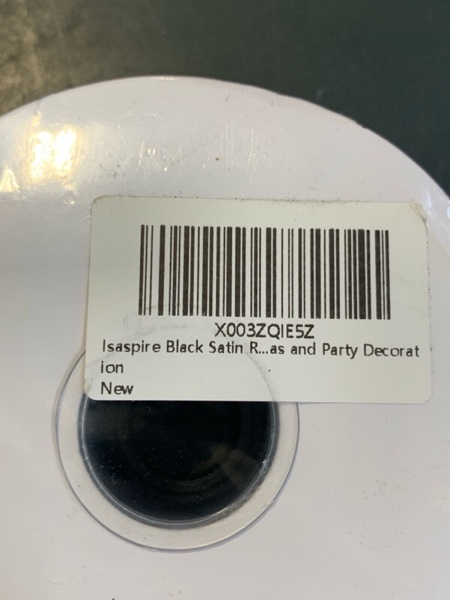 X003ZQIE5Z
Isaspire Black Satin R...as and Party Decorat
ion
New